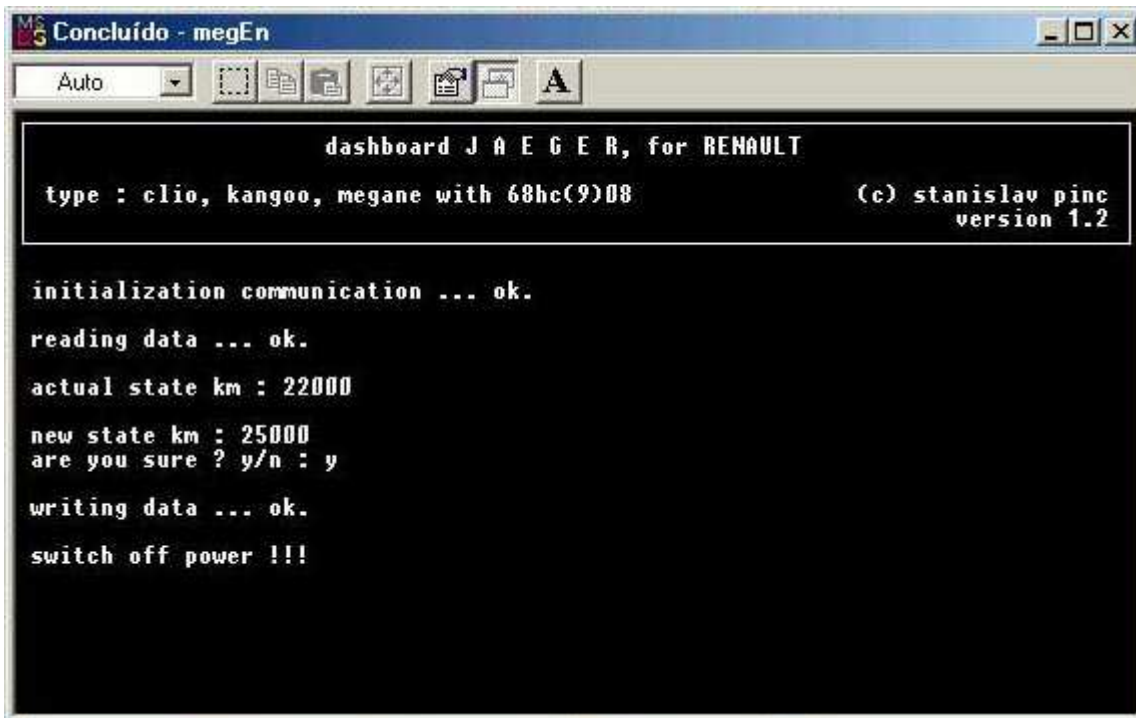 Concluído - megEn
Auto
A
dashboard J A E G E R, for RENAULT
type : clio, kangoo, megane with 68hc(9)08
(c) stanislav pinc
version 1.2
initialization communication ... ok.
reading data ... ok.
actual state km : 22000
new state km : 25000
are you sure ? y/n : y
writing data ... ok.
switch off power !!!